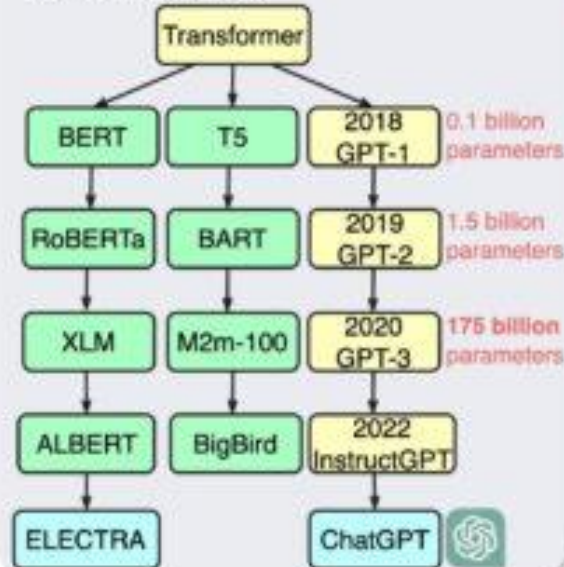 Transformer
BERT
T5
2018
GPT-1
0.1 billion
parameters
RoBERTa
BART
2019
GPT-2
1.5 billion
parameters
XLM
M2m-100
2020
GPT-3
175 billion
parameters
ALBERT
BigBird
2022
InstructGPT
ELECTRA
ChatGPT